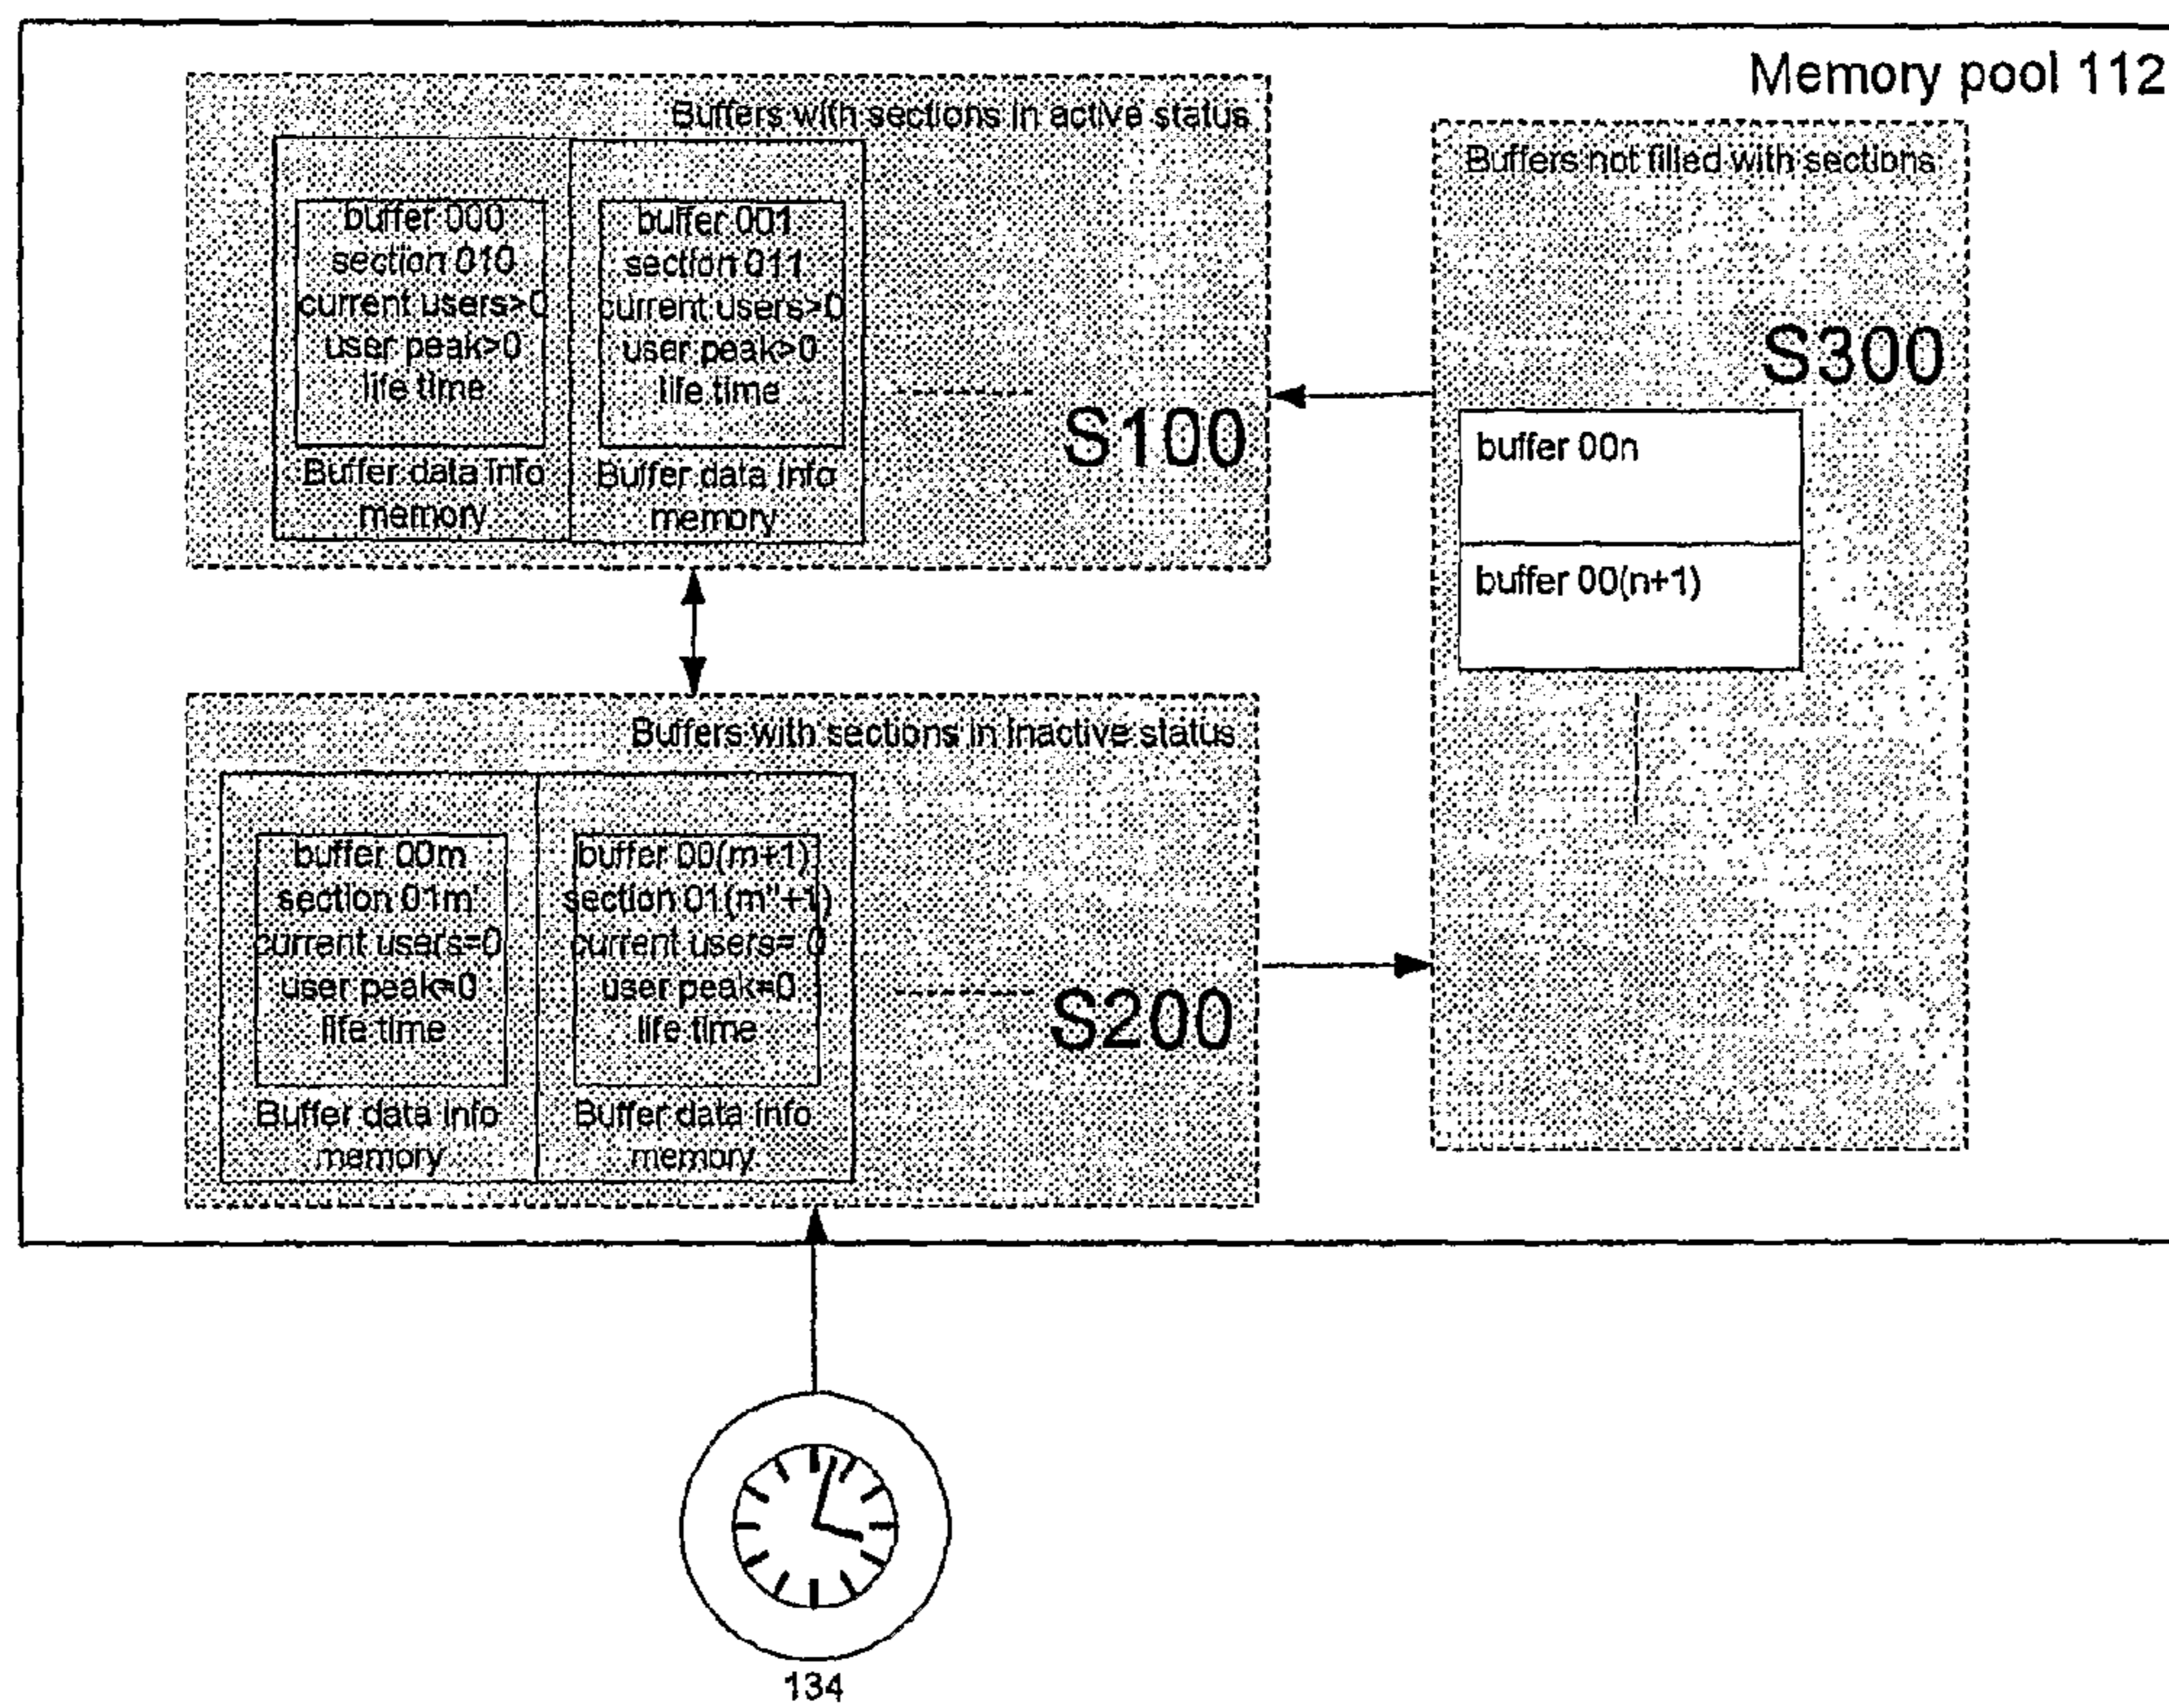 Memory pool 112
Buffers with sections in active status
buffer 000
section 010
current users>0
user peak>0
life time
Buffer data info
memory
buffer 001
section 011
current users>0
user peak>0
life time
Buffer data info
memory
S100
Buffers not filled with sections
S300
buffer 00n
buffer 00(n+1)
Buffers with sections in inactive status
buffer 00m
section 01m'
current users=0
user peak=0
life time
Buffer data info
memory
buffer 00(m+1)
section 01(m"+1)
current users= 0
user peak=0
life time
Buffer data info
memory
S200
134